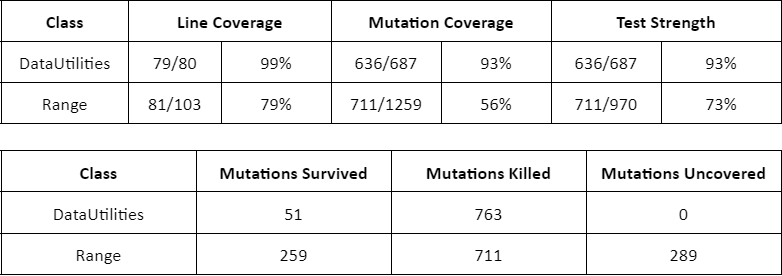 Class Line Coverage Mutation Coverage Test Strength
DataUtilities 79/80 99% 636/687 93% 636/687 93%
Range 81/103 79% 711/1259 56% 711/970 73%
Class Mutations Survived Mutations Killed Mutations Uncovered
DataUtilities 51 763 0
Range 259 711 289